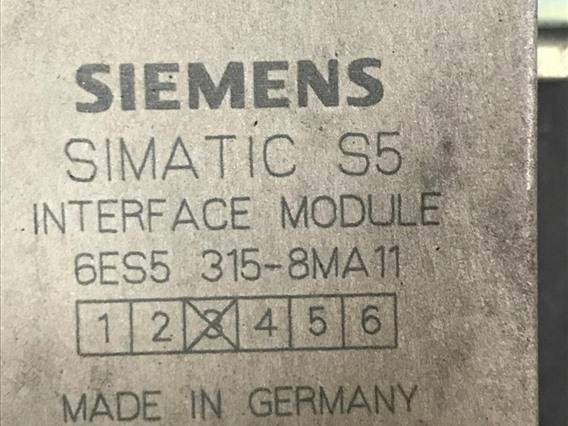 SIEMENS
SIMATIC S5
INTERFACE MODULE
6ES5 315-8MA11
1 2 3 4 5 6
MADE IN GERMANY